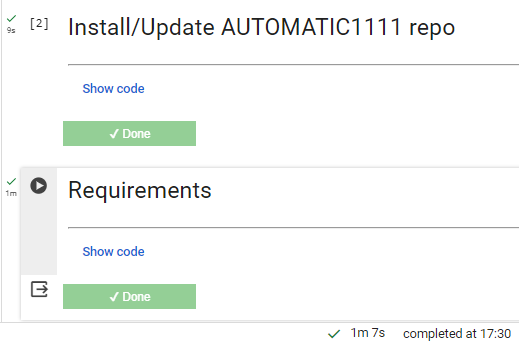 [2] Install/Update AUTOMATIC1111 repo
9s
Show code
✓ Done
1m
Requirements
Show code
✓ Done
1m 7s completed at 17:30